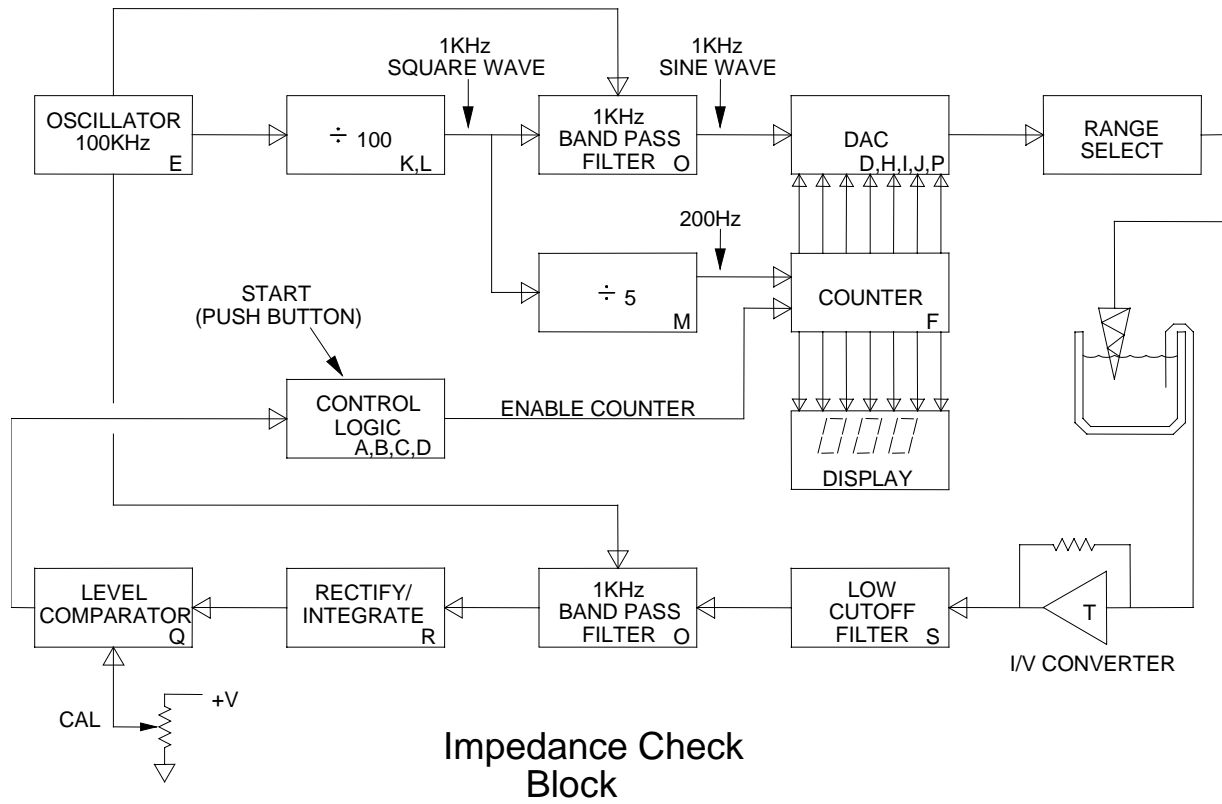 1KHz
SQUARE WAVE
1KHz
SINE WAVE
OSCILLATOR
100KHz
E
÷ 100
K,L
1KHz
BAND PASS
FILTER O
DAC
D,H,I,J,P
RANGE
SELECT
200Hz
÷ 5
M
COUNTER
F
START
(PUSH BUTTON)
CONTROL
LOGIC
A,B,C,D
ENABLE COUNTER
000
DISPLAY
LEVEL
COMPARATOR
Q
RECTIFY/
INTEGRATE
R
1KHz
BAND PASS
FILTER O
LOW
CUTOFF
FILTER S
T
I/V CONVERTER
CAL
+V
Impedance Check
Block